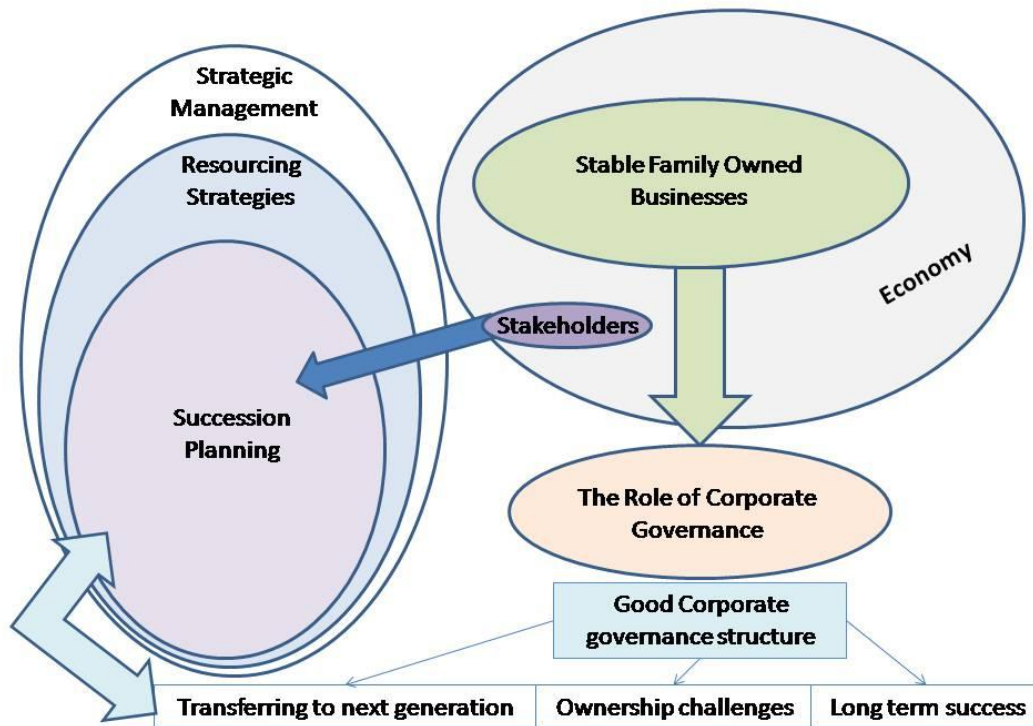 Strategic
Management
Resourcing
Strategies
Succession
Planning
Stable Family Owned
Businesses
Economy
Stakeholders
The Role of Corporate
Governance
Good Corporate
governance structure
Transferring to next generation
Ownership challenges
Long term success